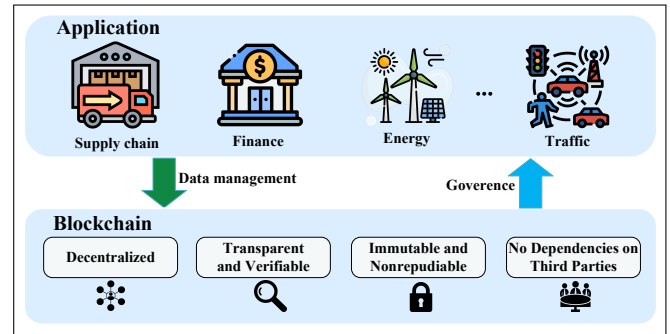 Application
Supply chain
Finance
Energy
...
Traffic
Data management
Goverence
Blockchain
Decentralized
Transparent
and Verifiable
Immutable and
Nonrepudiable
No Dependencies on
Third Parties